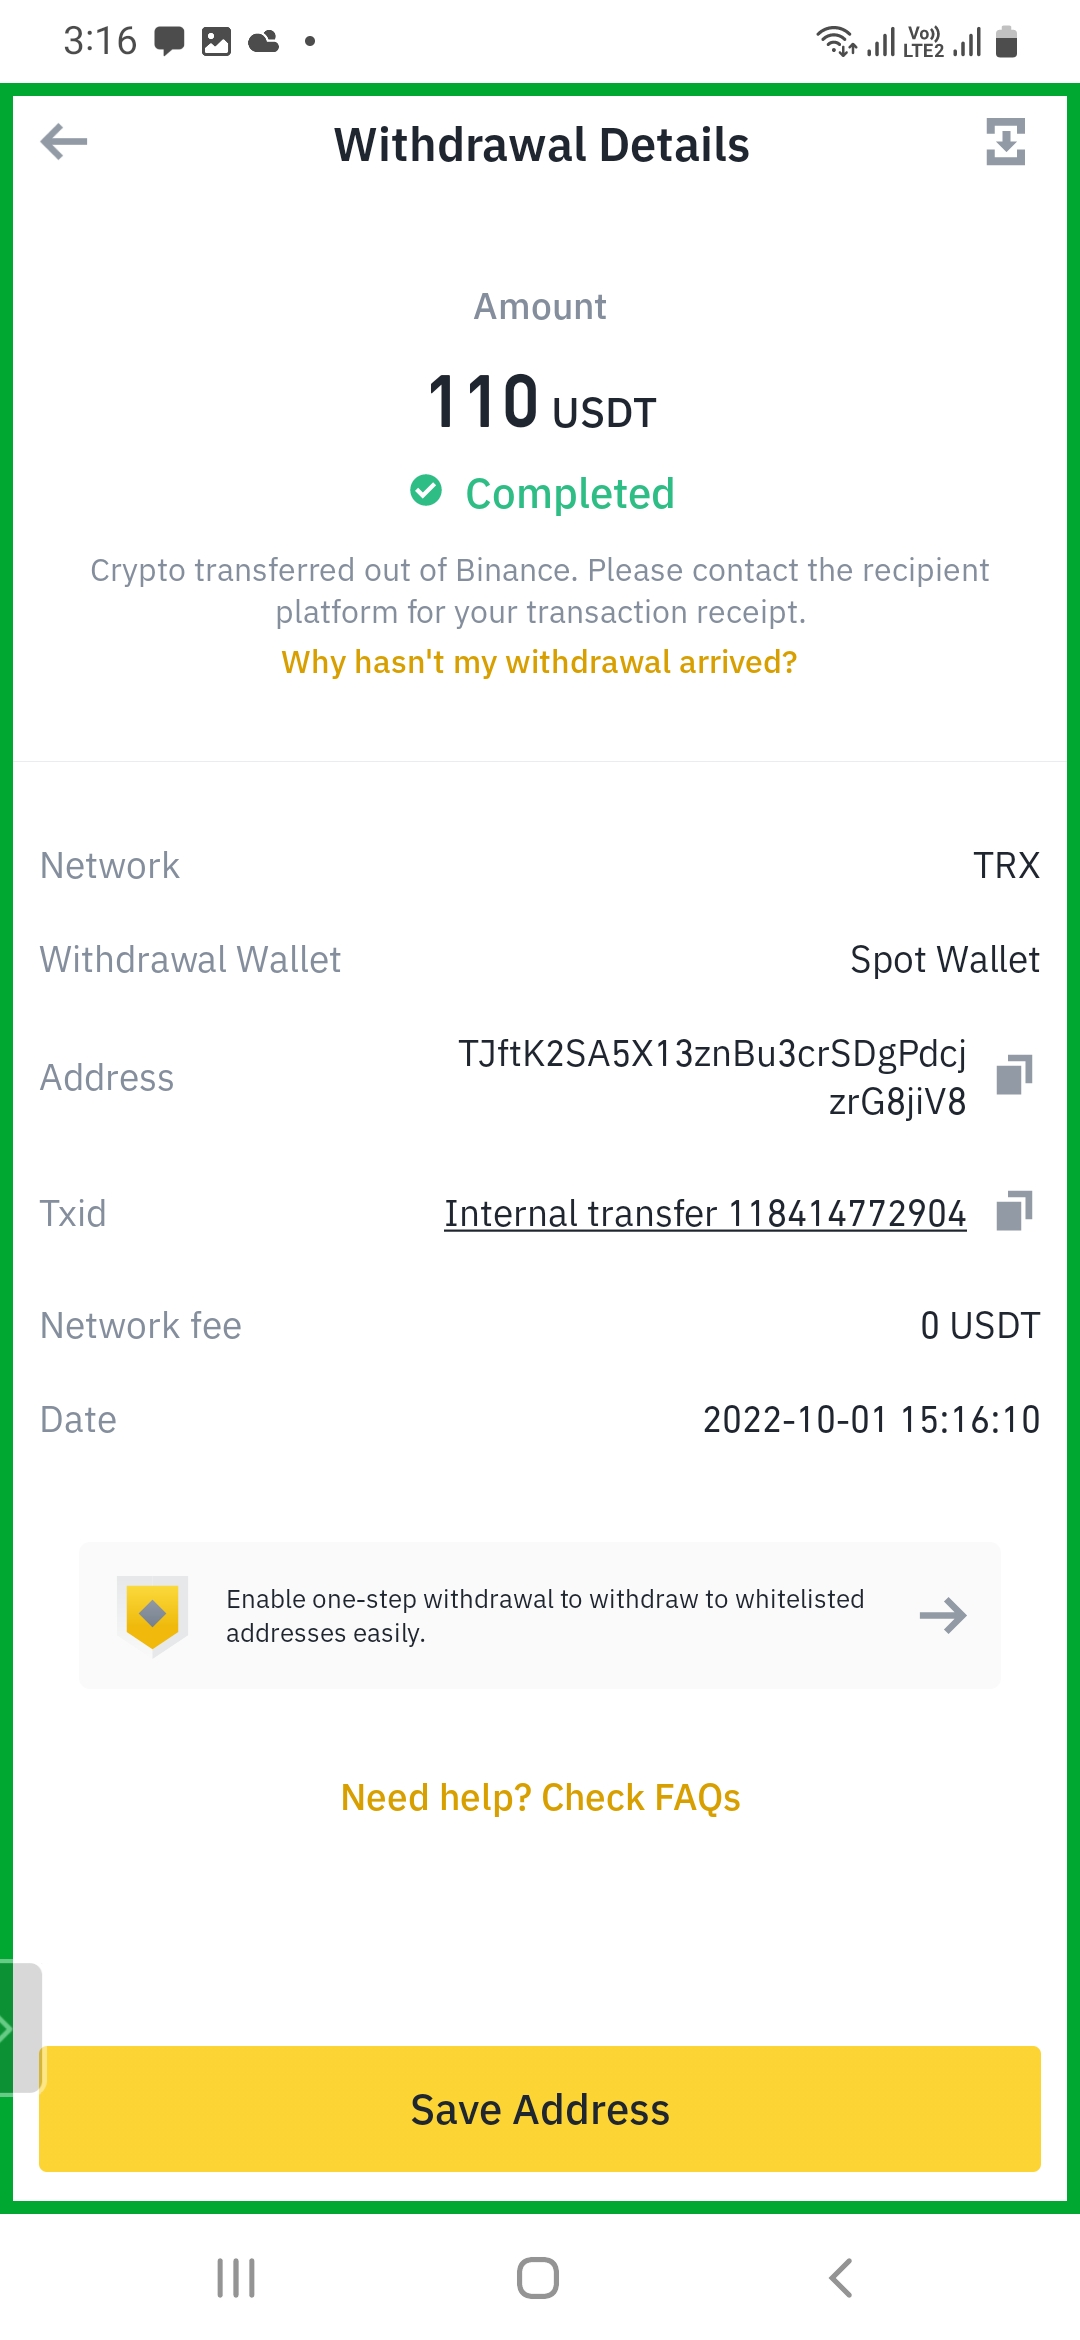 3:16
Vo))
LTE2
Withdrawal Details
Amount
110 USDT
Completed
Crypto transferred out of Binance. Please contact the recipient
platform for your transaction receipt.
Why hasn't my withdrawal arrived?
Network TRX
Withdrawal Wallet Spot Wallet
Address TJftK2SA5X13znBu3crSDgPdcj
zrG8jiV8
Txid Internal transfer 118414772904
Network fee 0 USDT
Date 2022-10-01 15:16:10
Enable one-step withdrawal to withdraw to whitelisted
addresses easily.
Need help? Check FAQs
Save Address